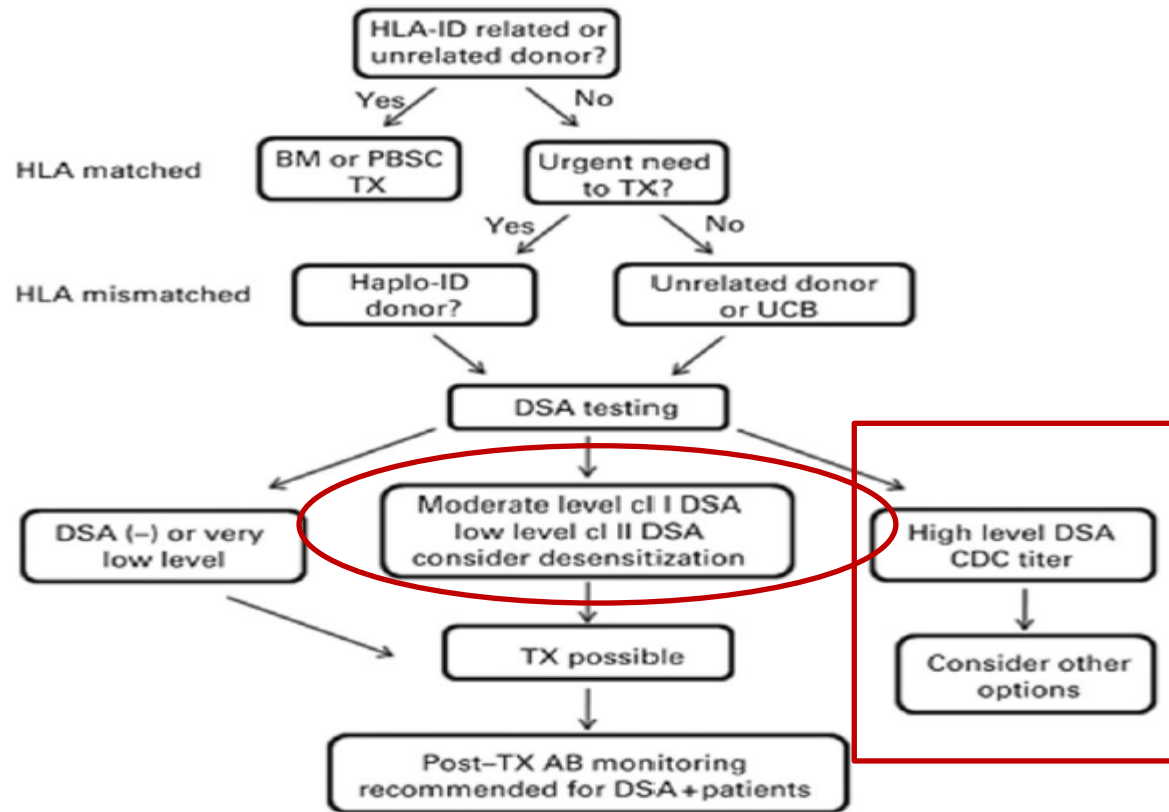 HLA-ID related or
unrelated donor?
Yes
No
HLA matched
BM or PBSC
TX
Urgent need
to TX?
Yes
No
HLA mismatched
Haplo-ID
donor?
Unrelated donor
or UCB
DSA testing
DSA (–) or very
low level
Moderate level cl I DSA
low level cl II DSA
consider desensitization
High level DSA
CDC titer
TX possible
Consider other
options
Post–TX AB monitoring
recommended for DSA+patients